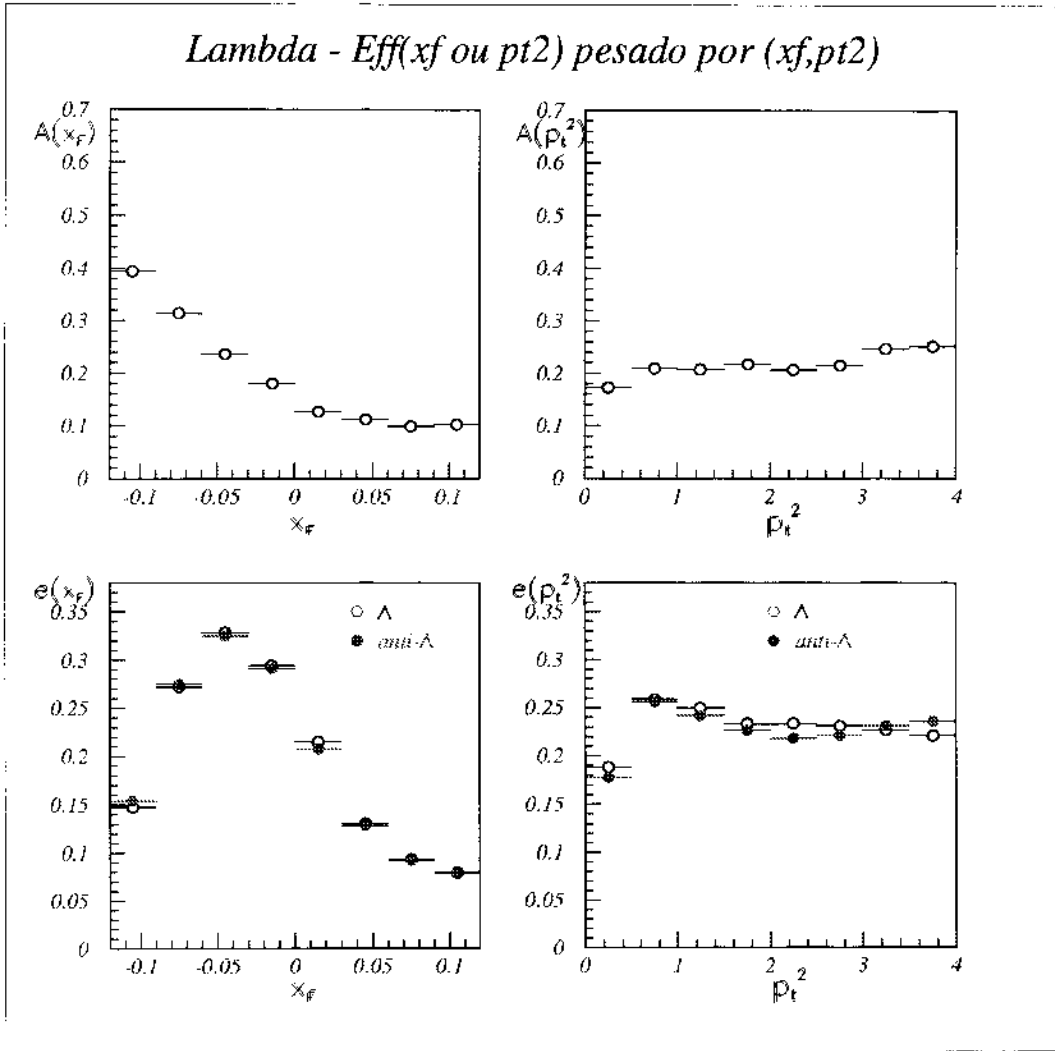 Lambda - Eff(xf ou pt2) pesado por (xf,pt2)
0.7
A(x_F)
0.6
0.5
0.4
0.3
0.2
0.1
0
-0.1 -0.05 0 0.05 0.1
x_F
0.7
A(p_t^2)
0.6
0.5
0.4
0.3
0.2
0.1
0
0 1 2 3 4
p_t^2
e(x_F)
0.35
0.3
0.25
0.2
0.15
0.1
0.05
0
Λ
anti-Λ
-0.1 -0.05 0 0.05 0.1
x_F
e(p_t^2)
0.35
0.3
0.25
0.2
0.15
0.1
0.05
0
Λ
anti-Λ
0 1 2 3 4
p_t^2